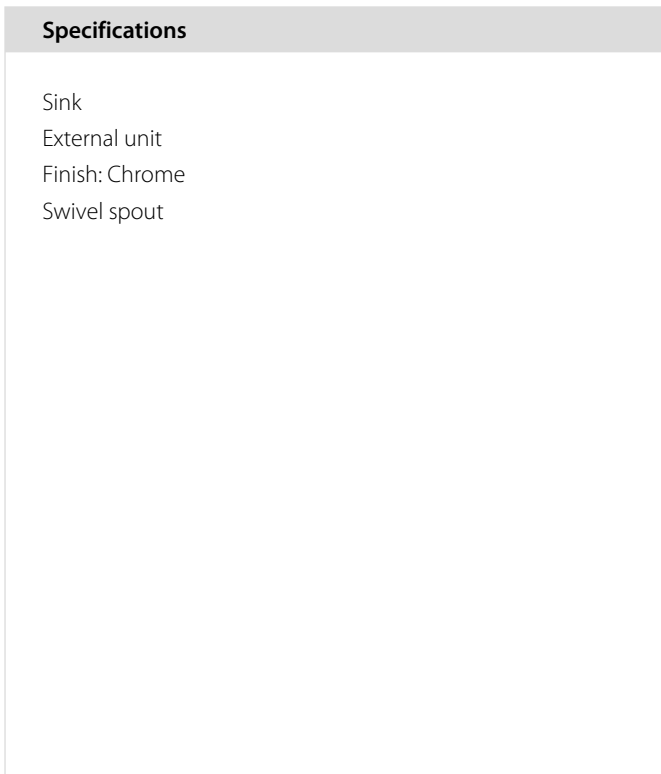 Specifications
Sink
External unit
Finish: Chrome
Swivel spout